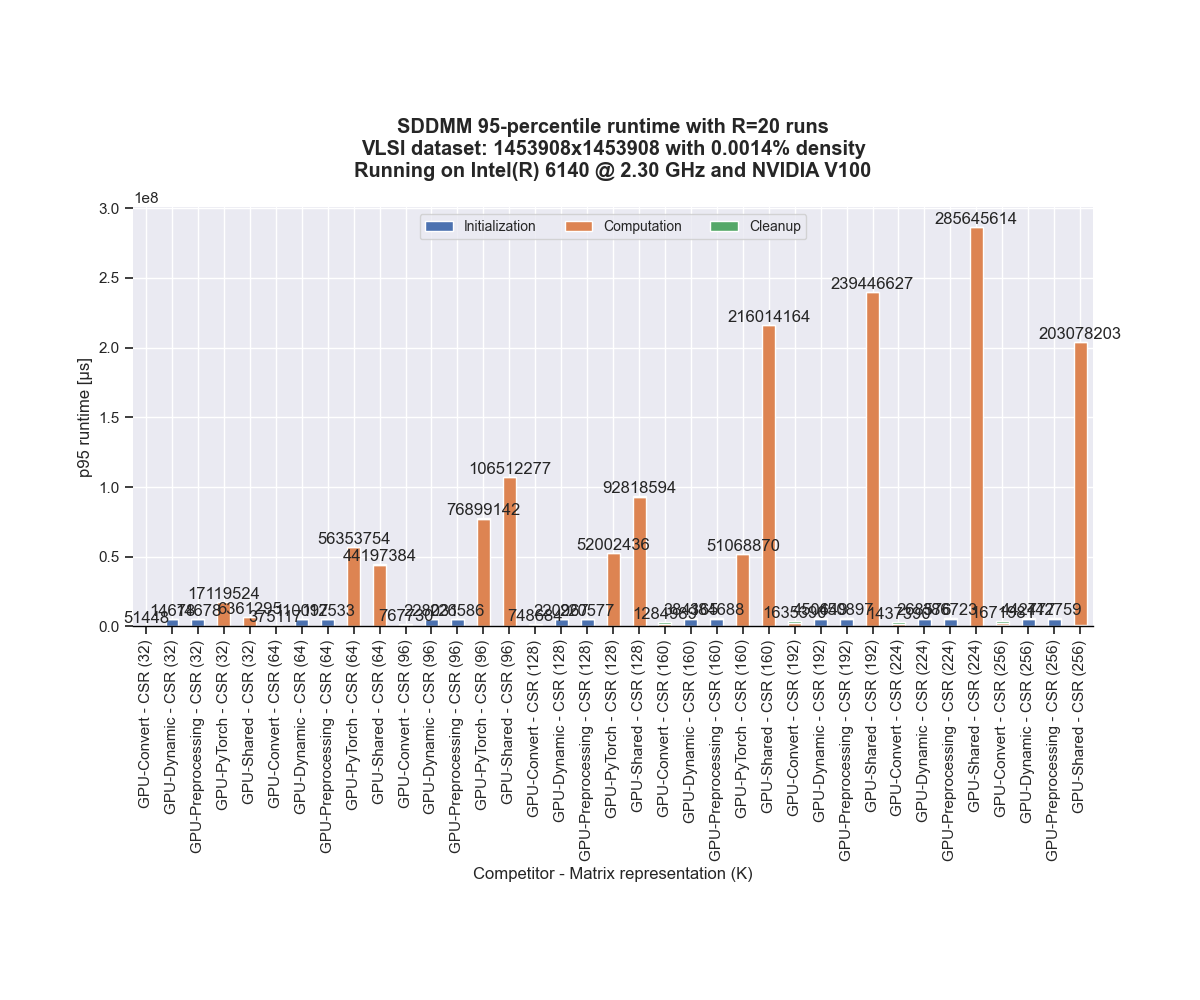 SDDMM 95-percentile runtime with R=20 runs
VLSI dataset: 1453908x1453908 with 0.0014% density
Running on Intel(R) 6140 @ 2.30 GHz and NVIDIA V100
1e8
Initialization
Computation
Cleanup
3.0
2.5
2.0
1.5
1.0
0.5
0.0
p95 runtime [µs]
51448
17119524
6361295
56353754
44197384
76899142
106512277
52002436
92818594
51068870
216014164
239446627
285645614
203078203
GPU-Convert - CSR (32)
GPU-Dynamic - CSR (32)
GPU-Preprocessing - CSR (32)
GPU-PyTorch - CSR (32)
GPU-Shared - CSR (32)
GPU-Convert - CSR (64)
GPU-Dynamic - CSR (64)
GPU-Preprocessing - CSR (64)
GPU-PyTorch - CSR (64)
GPU-Shared - CSR (64)
GPU-Convert - CSR (96)
GPU-Dynamic - CSR (96)
GPU-Preprocessing - CSR (96)
GPU-PyTorch - CSR (96)
GPU-Shared - CSR (96)
GPU-Convert - CSR (128)
GPU-Dynamic - CSR (128)
GPU-Preprocessing - CSR (128)
GPU-PyTorch - CSR (128)
GPU-Shared - CSR (128)
GPU-Convert - CSR (160)
GPU-Dynamic - CSR (160)
GPU-Preprocessing - CSR (160)
GPU-PyTorch - CSR (160)
GPU-Shared - CSR (160)
GPU-Convert - CSR (192)
GPU-Dynamic - CSR (192)
GPU-Preprocessing - CSR (192)
GPU-Shared - CSR (192)
GPU-Convert - CSR (224)
GPU-Dynamic - CSR (224)
GPU-Preprocessing - CSR (224)
GPU-Shared - CSR (224)
GPU-Convert - CSR (256)
GPU-Dynamic - CSR (256)
GPU-Preprocessing - CSR (256)
GPU-Shared - CSR (256)
Competitor - Matrix representation (K)